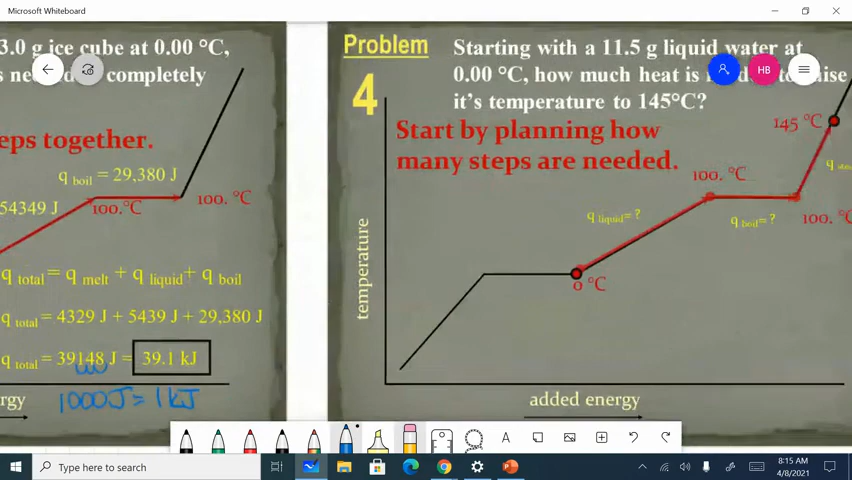 Microsoft Whiteboard
3.0 g ice cube at 0.00 °C,
completely
eps together.
q boil = 29,380 J
54349 J
100.°C
100. °C
q total = q melt + q liquid + q boil
q total = 4329 J + 5439 J + 29,380 J
q total = 39148 J = 39.1 kJ
1000J = 1kJ
rgy
Problem
4
Starting with a 11.5 g liquid water at
0.00 °C, how much heat is
it's temperature to 145°C?
HB
Start by planning how
many steps are needed.
145 °C
100. °C
q liquid= ?
q boil= ?
100. °C
0 °C
temperature
added energy
A
Type here to search
8:15 AM
4/8/2021